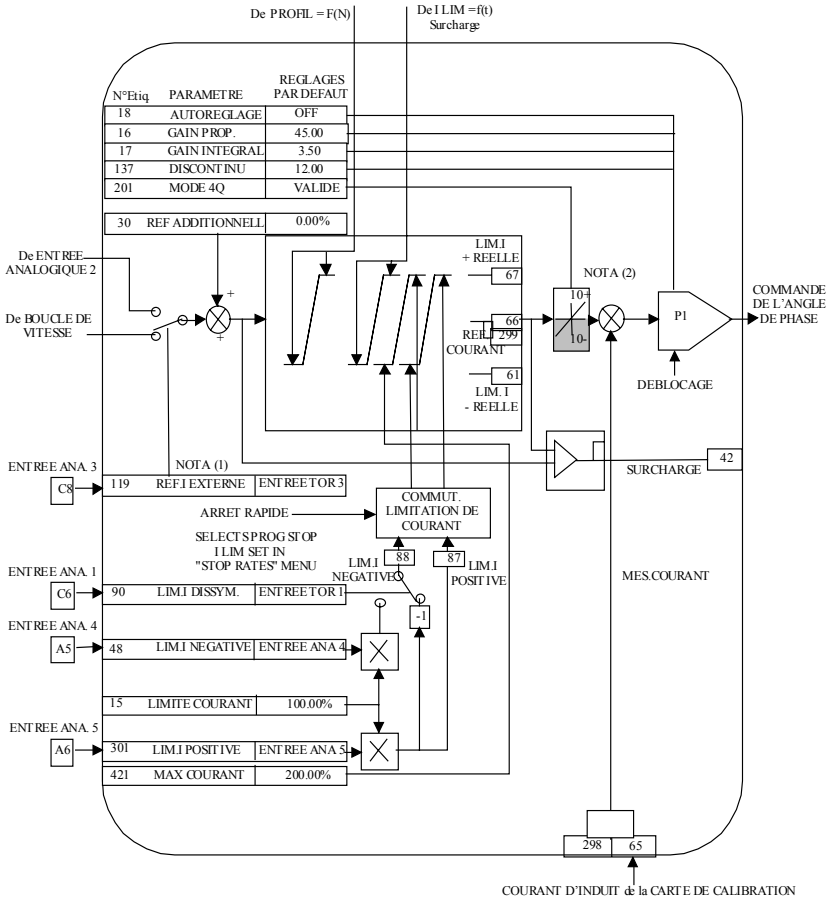 De PROFIL = F(N)
De I LIM =f(t)
Surcharge
N°Etiq. PARAMETRE REGLAGES PAR DEFAUT
18 AUTOREGLAGE OFF
16 GAIN PROP. 45.00
17 GAIN INTEGRAL 3.50
137 DISCONTINU 12.00
201 MODE 4Q VALIDE
30 REF ADDITIONNELL 0.00%
De ENTREE
ANALOGIQUE 2
De BOUCLE DE
VITESSE
+
+
LIM.I
+ REELLE
67
66
REF.I
299
COURANT
61
LIM. I
- REELLE
NOTA (2)
10+
10-
PI
COMMANDE
DE L'ANGLE
DE PHASE
DEBLOCAGE
SURCHARGE
42
ENTREE ANA. 3
C8
NOTA (1)
119 REF.I EXTERNE ENTREE TOR 3
ARRET RAPIDE
COMMUT.
LIMITATION DE
COURANT
SELECTS PROG STOP
I LIM SET IN
"STOP RATES" MENU
88
87
LIM.I
NEGATIVE
LIM.I
POSITIVE
MES.COURANT
ENTREE ANA. 1
C6
90 LIM.I DISSYM. ENTREE TOR 1
-1
ENTREE ANA. 4
A5
48 LIM.I NEGATIVE ENTREE ANA 4
15 LIMITE COURANT 100.00%
ENTREE ANA. 5
A6
301 LIM.I POSITIVE ENTREE ANA 5
421 MAX COURANT 200.00%
298 65
COURANT D'INDUIT de la CARTE DE CALIBRATION